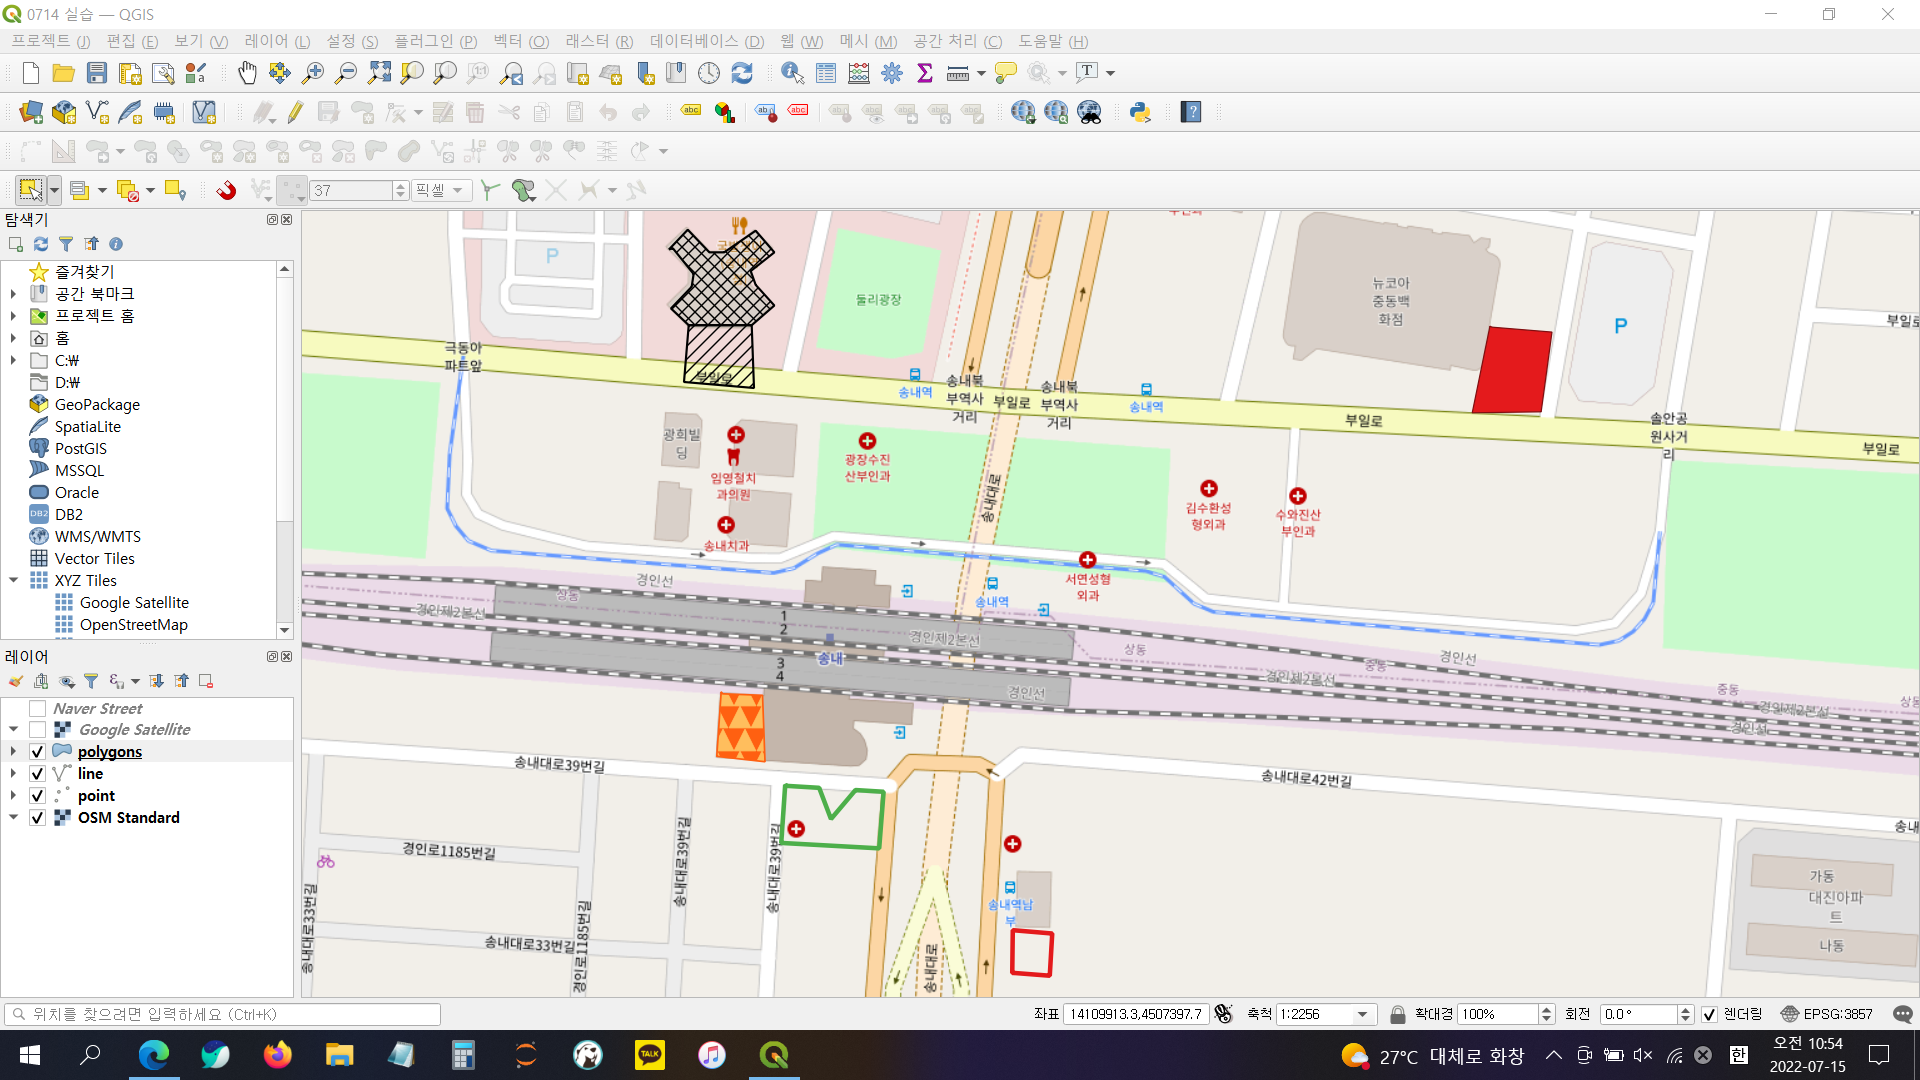 0714 실습 — QGIS
프로젝트 (J) 편집 (E) 보기 (V) 레이어 (L) 설정 (S) 플러그인 (P) 벡터 (O) 래스터 (R) 데이터베이스 (D) 웹 (W) 메시 (M) 공간 처리 (C) 도움말 (H)
37 픽셀
탐색기
즐겨찾기
공간 북마크
프로젝트 홈
홈
C:₩
D:₩
GeoPackage
SpatiaLite
PostGIS
MSSQL
Oracle
DB2
WMS/WMTS
Vector Tiles
XYZ Tiles
Google Satellite
OpenStreetMap
레이어
Naver Street
Google Satellite
polygons
line
point
OSM Standard
P
둘리광장
뉴코아
중동백
화점
P
부일로
극동아
파트앞
부일로
송내역
송내북
부역사
거리
부일로
송내북
부역사
거리
송내역
부일로
솔안공
원사거
리
부일로
광희빌
딩
임영철치
과의원
송내치과
광장수진
산부인과
송내대로
김수환성
형외과
수와진산
부인과
서연성형
외과
경인선
상동
경인제2본선
1
2
3
4
송내
송내역
경인제2본선
경인선
상동
중동
경인선
경인제2본선
중동
경인제2본선
경인선
송내대로39번길
송내대로42번길
경인로1185번길
송내대로39번길
송내대로39번길
송내대로33번길
송내대로33번길
경인로1185번길
송내역남
부
송내대로
가동
대진아파
트
나동
위치를 찾으려면 입력하세요 (Ctrl+K)
좌표 14109913.3,4507397.7 축척 1:2256 확대경 100% 회전 0.0 ° 렌더링 EPSG:3857
TALK
27°C 대체로 화창
한
오전 10:54
2022-07-15